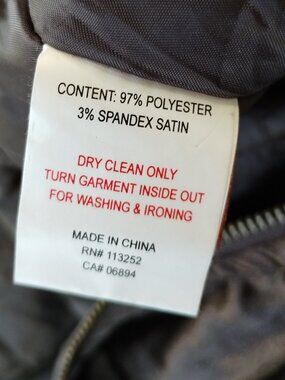 CONTENT: 97% POLYESTER
3% SPANDEX SATIN
DRY CLEAN ONLY
TURN GARMENT INSIDE OUT
FOR WASHING & IRONING
MADE IN CHINA
RN# 113252
CA# 06894